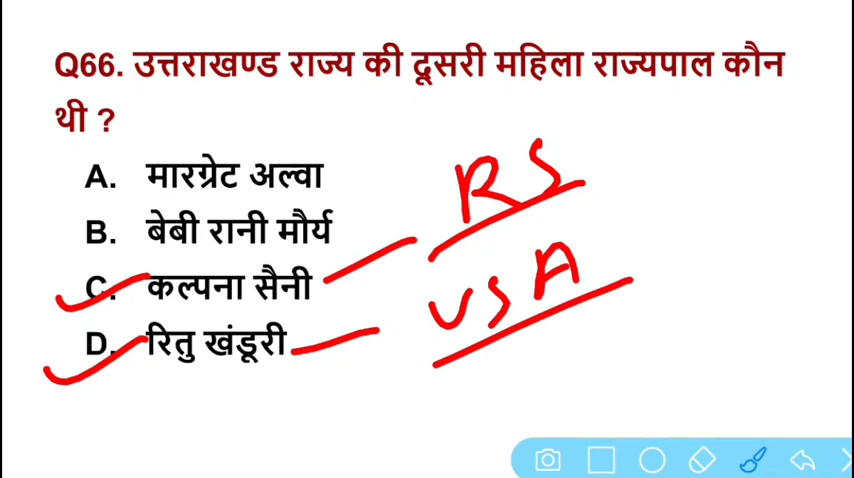 Q66. उत्तराखण्ड राज्य की दूसरी महिला राज्यपाल कौन
थी ?
A. मारग्रेट अल्वा
B. बेबी रानी मौर्य
C. कल्पना सैनी
D. रितु खंडूरी
RS
USA